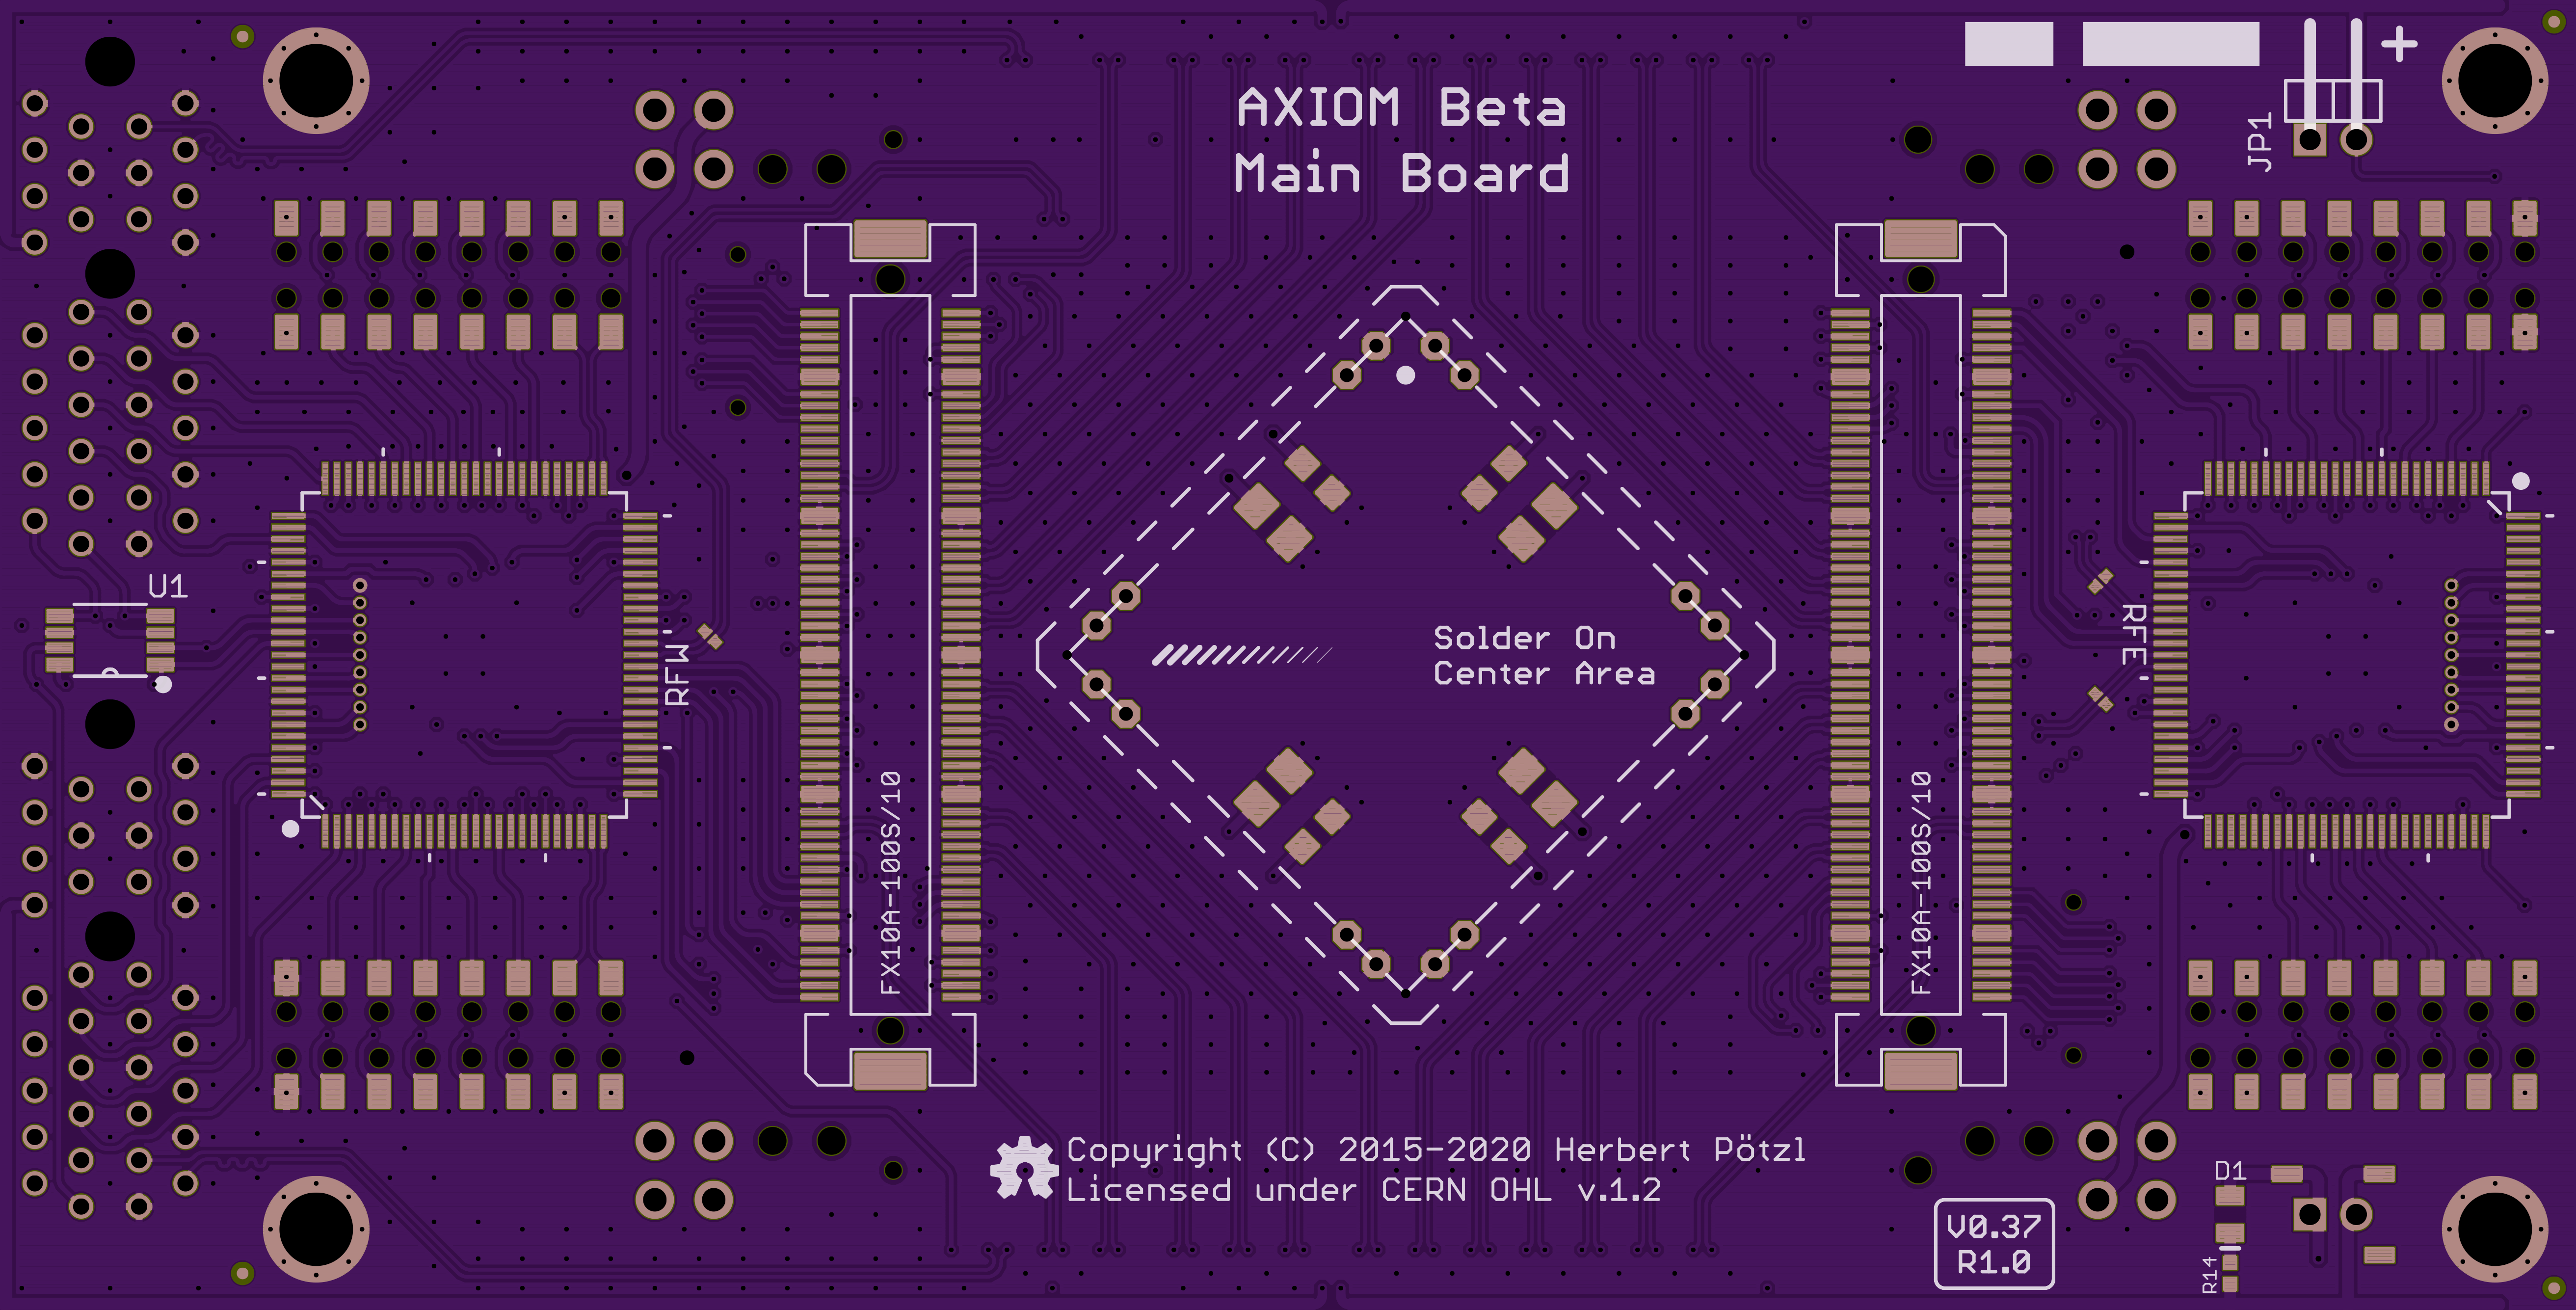 +
JP1
AXIOM Beta
Main Board
U1
RFM
RFE
Solder On
Center Area
FX10A-100S/10
FX10A-100S/10
Copyright (C) 2015-2020 Herbert Pötzl
Licensed under CERN OHL v.1.2
D1
V0.37
R1.0
R14